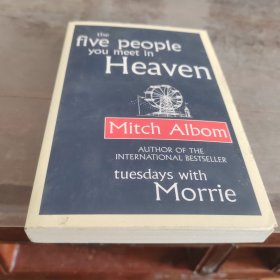 the
five people
you meet in
Heaven
Mitch Albom
AUTHOR OF THE
INTERNATIONAL BESTSELLER
tuesdays with
Morrie